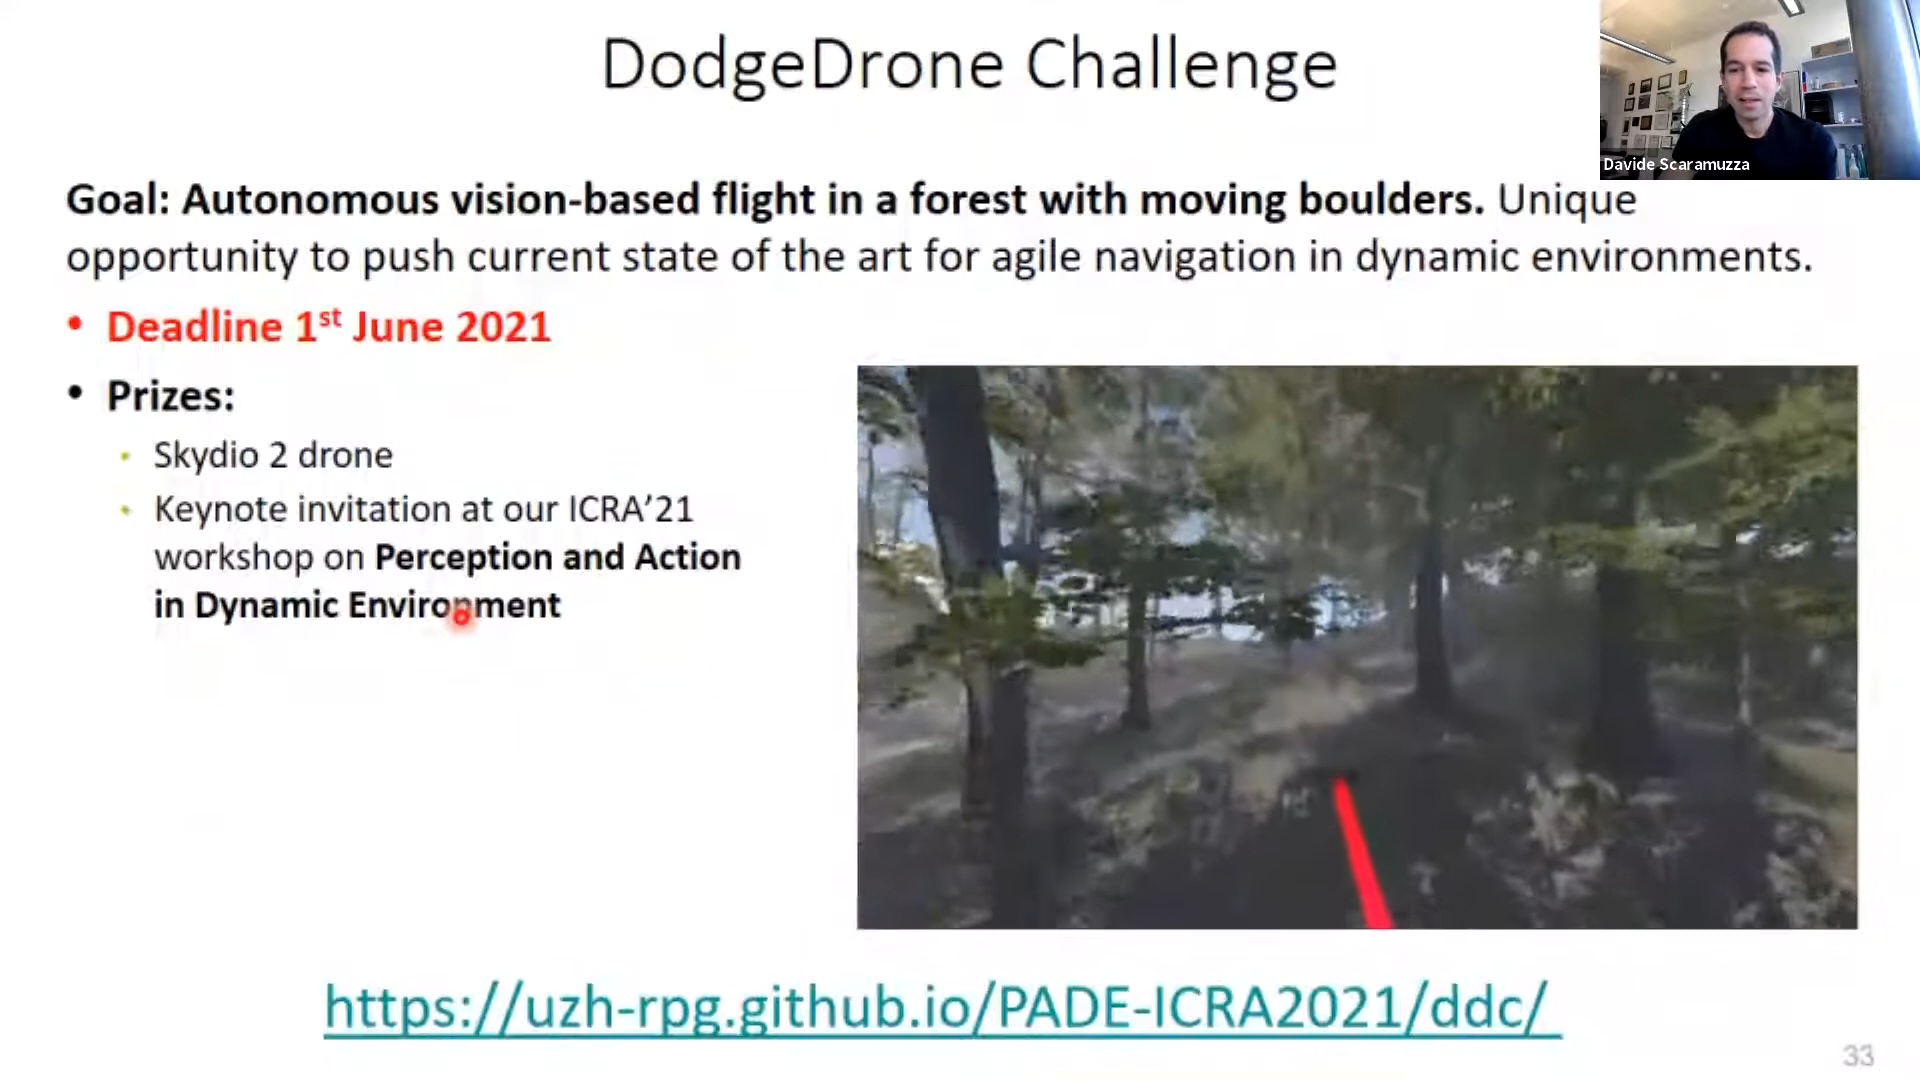 DodgeDrone Challenge
Davide Scaramuzza
Goal: Autonomous vision-based flight in a forest with moving boulders. Unique
opportunity to push current state of the art for agile navigation in dynamic environments.
• Deadline 1st June 2021
• Prizes:
• Skydio 2 drone
• Keynote invitation at our ICRA’21
workshop on Perception and Action
in Dynamic Environment
https://uzh-rpg.github.io/PADE-ICRA2021/ddc/
33